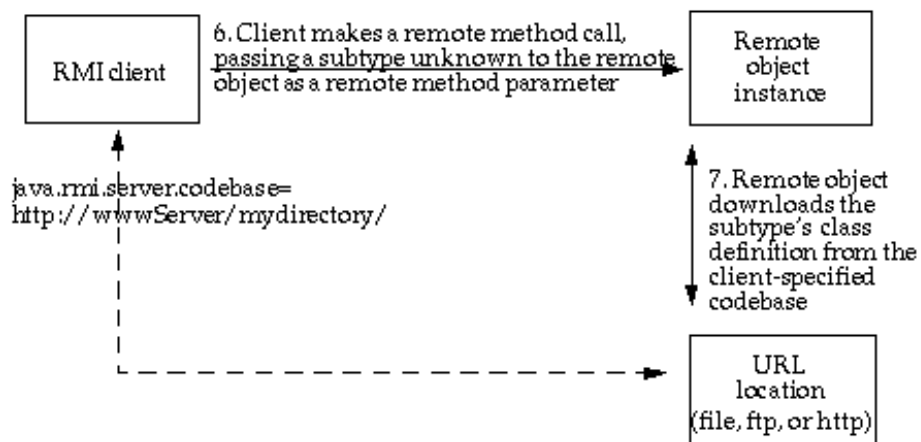 6. Client makes a remote method call,
passing a subtype unknown to the remote
object as a remote method parameter
RMI client
Remote
object
instance
java.rmi.server.codebase=
http://wwwServer/mydirectory/
7. Remote object
downloads the
subtype's class
definition from the
client-specified
codebase
URL
location
(file, ftp, or http)